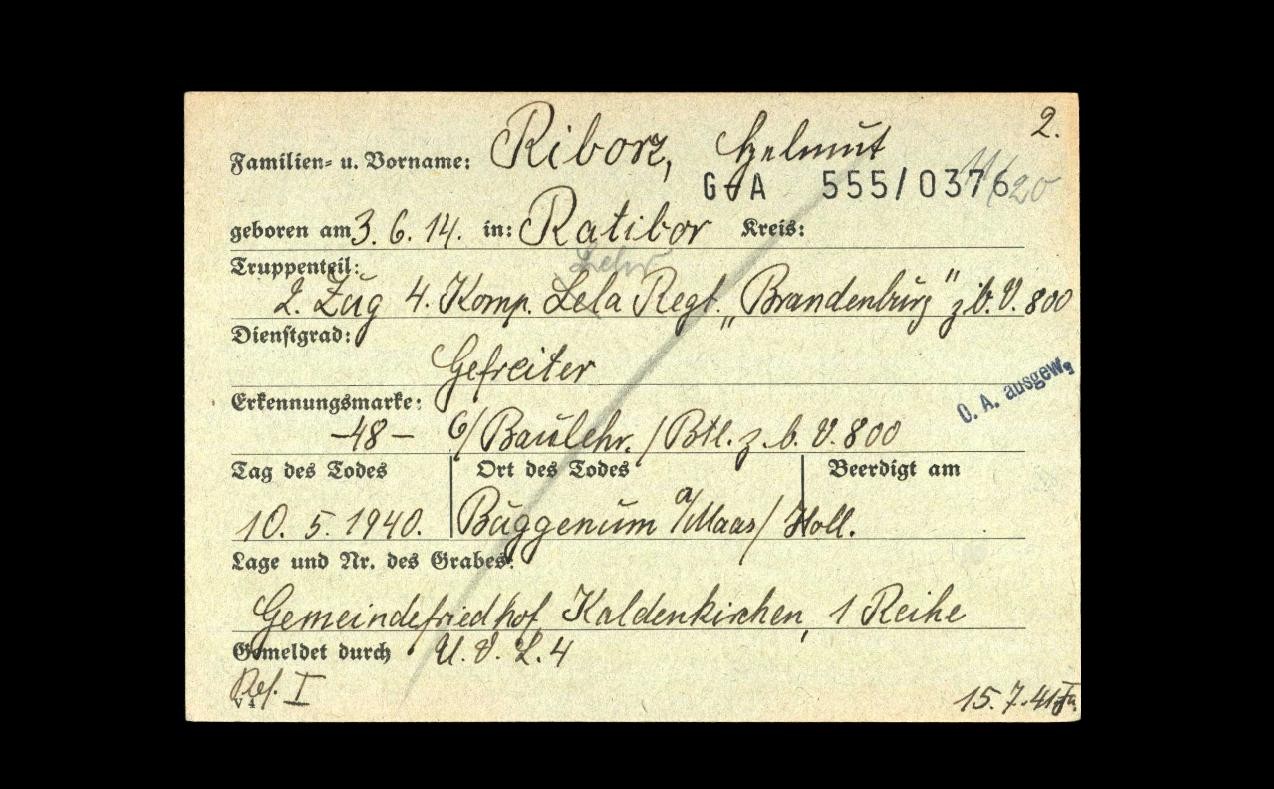 2.
Familien- u. Vorname: Riborz, Helmut
G-A 555/0376
geboren am 3. 6. 14. in: Ratibor Kreis:
Truppenteil: Lehr
2. Zug 4. Komp. Lela Regt. „Brandenburg" z.b.V. 800
Dienstgrad:
Gefreiter
O. A. ausgew.
Erkennungsmarke:
-48- 6/Baulehr./Btl. z. b. V. 800
Tag des Todes Ort des Todes Beerdigt am
10. 5. 1940. Buggenum a/Maas/ Holl.
Lage und Nr. des Grabes:
Gemeindefriedhof Kaldenkirchen, 1 Reihe
Gemeldet durch U. V. L. 4
Ref. I
V 4 15. 7. 41